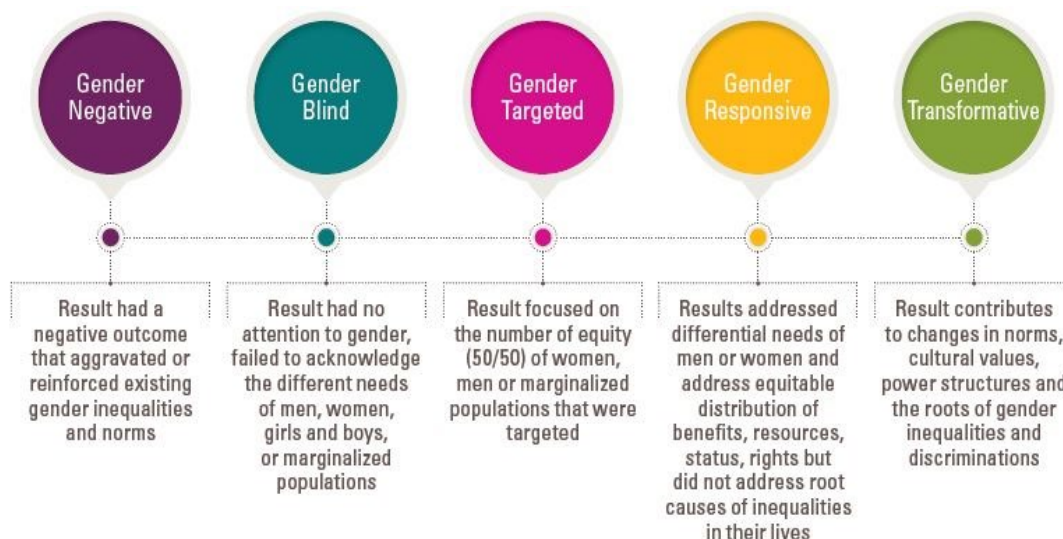 Gender
Negative
Gender
Blind
Gender
Targeted
Gender
Responsive
Gender
Transformative
Result had a
negative outcome
that aggravated or
reinforced existing
gender inequalities
and norms
Result had no
attention to gender,
failed to acknowledge
the different needs
of men, women,
girls and boys,
or marginalized
populations
Result focused on
the number of equity
(50/50) of women,
men or marginalized
populations that were
targeted
Results addressed
differential needs of
men or women and
address equitable
distribution of
benefits, resources,
status, rights but
did not address root
causes of inequalities
in their lives
Result contributes
to changes in norms,
cultural values,
power structures and
the roots of gender
inequalities and
discriminations